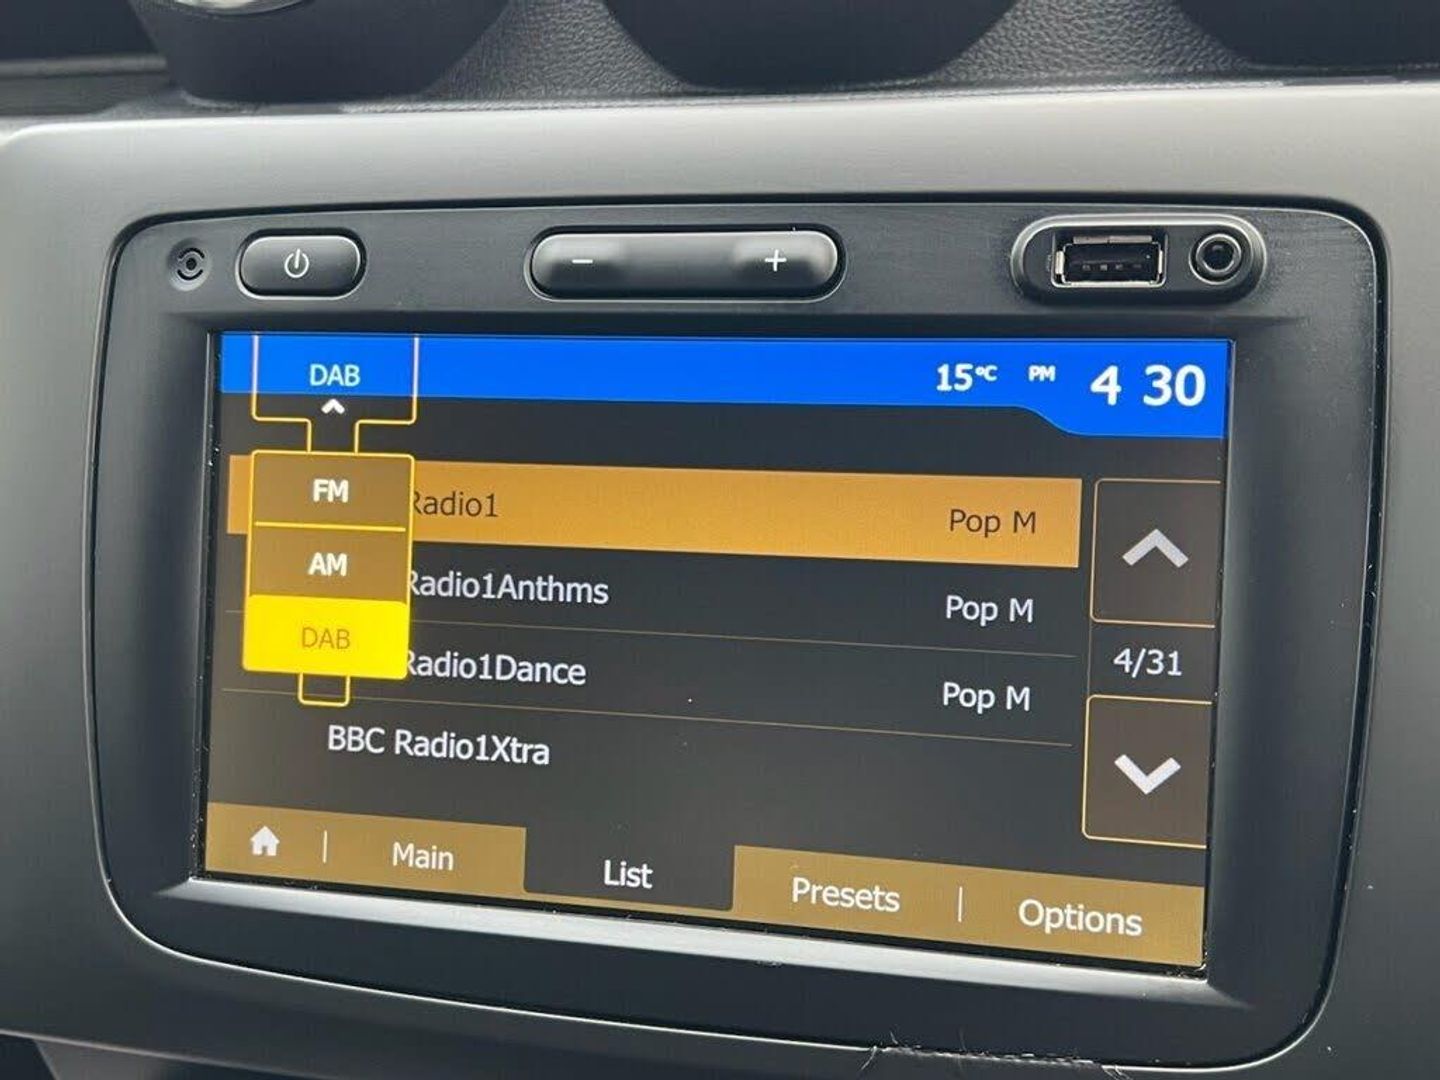 DAB
15°C PM 4 30
FM
AM
DAB
Radio1 Pop M
Radio1Anthms Pop M
Radio1Dance Pop M
BBC Radio1Xtra
4/31
Main
List
Presets
Options